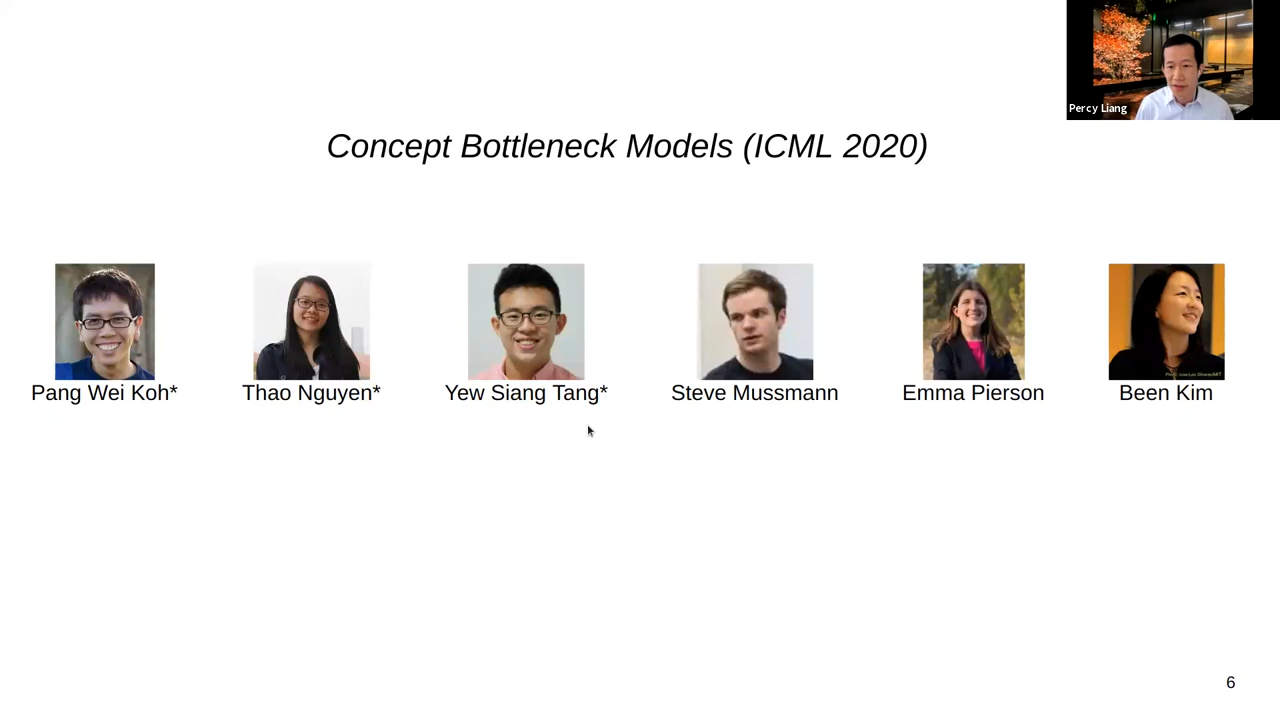 Percy Liang
Concept Bottleneck Models (ICML 2020)
Pang Wei Koh*
Thao Nguyen*
Yew Siang Tang*
Steve Mussmann
Emma Pierson
Been Kim
6